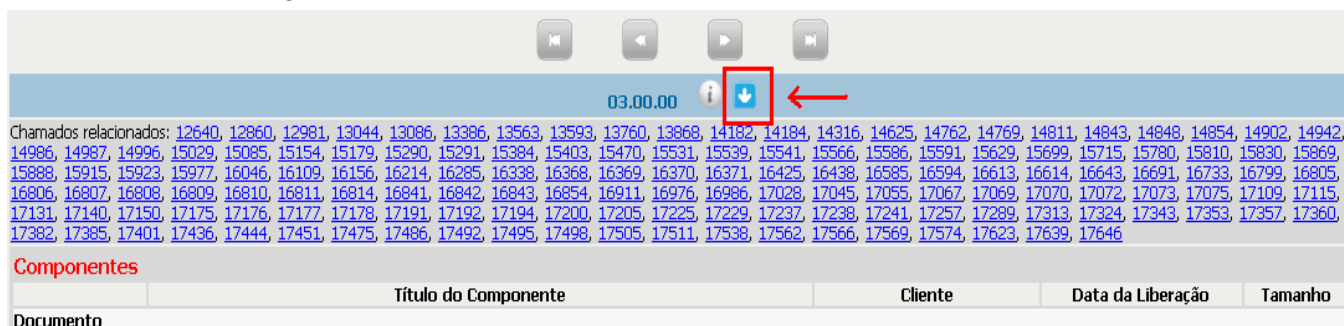 03.00.00
Chamados relacionados: 12640, 12860, 12981, 13044, 13086, 13386, 13563, 13593, 13760, 13868, 14182, 14184, 14316, 14625, 14762, 14769, 14811, 14843, 14848, 14854, 14902, 14942,
14986, 14987, 14996, 15029, 15085, 15154, 15179, 15290, 15291, 15384, 15403, 15470, 15531, 15539, 15541, 15566, 15586, 15591, 15629, 15699, 15715, 15780, 15810, 15830, 15869,
15888, 15915, 15923, 15977, 16046, 16109, 16156, 16214, 16285, 16338, 16368, 16369, 16370, 16371, 16425, 16438, 16585, 16594, 16613, 16614, 16643, 16691, 16733, 16799, 16805,
16806, 16807, 16808, 16809, 16810, 16811, 16814, 16841, 16842, 16843, 16854, 16911, 16976, 16986, 17028, 17045, 17055, 17067, 17069, 17070, 17072, 17073, 17075, 17109, 17115,
17131, 17140, 17150, 17175, 17176, 17177, 17178, 17191, 17192, 17194, 17200, 17205, 17225, 17229, 17237, 17238, 17241, 17257, 17289, 17313, 17324, 17343, 17353, 17357, 17360,
17382, 17385, 17401, 17436, 17444, 17451, 17475, 17486, 17492, 17495, 17498, 17505, 17511, 17538, 17562, 17566, 17569, 17574, 17623, 17639, 17646
Componentes
Título do Componente Cliente Data da Liberação Tamanho
Documento